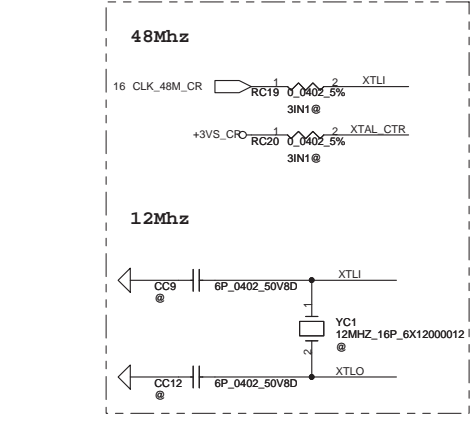 48Mhz
16 CLK_48M_CR 1 2 XTLI
RC19 0_0402_5%
3IN1@
+3VS_CR 1 2 XTAL_CTR
RC20 0_0402_5%
3IN1@
12Mhz
XTLI
CC9 6P_0402_50V8D
@
1
YC1
12MHZ_16P_6X12000012
@
2
XTLO
CC12 6P_0402_50V8D
@